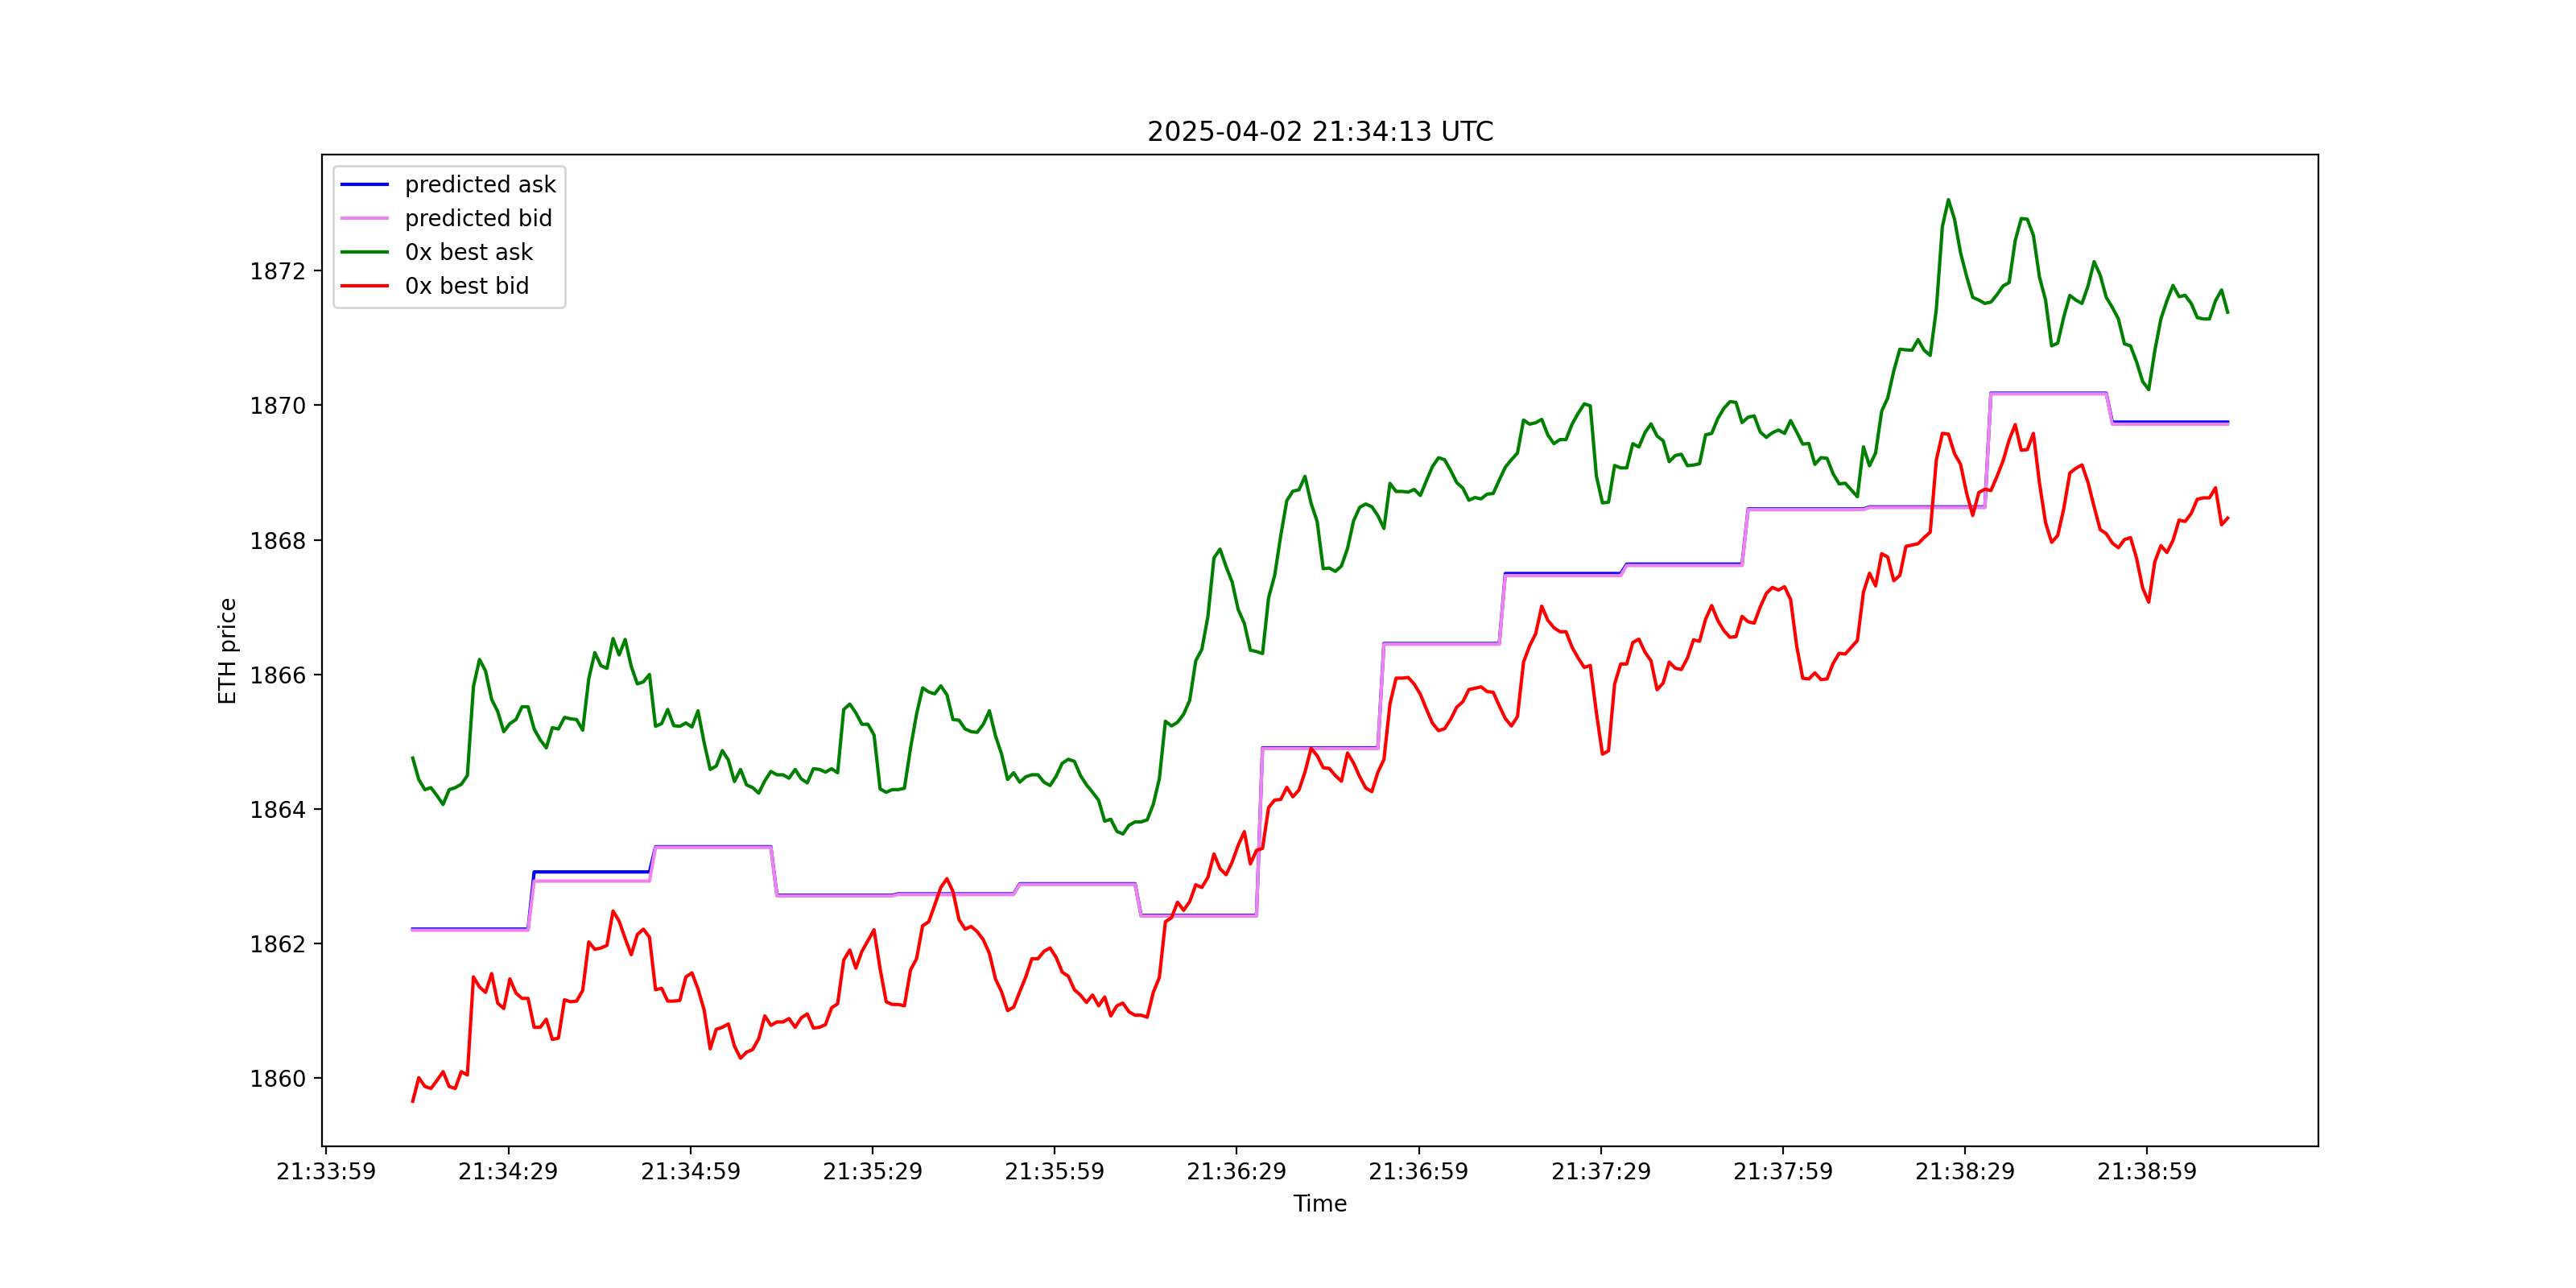 2025-04-02 21:34:13 UTC
predicted ask
predicted bid
0x best ask
0x best bid
1872
1870
1868
1866
1864
1862
1860
ETH price
21:33:59 21:34:29 21:34:59 21:35:29 21:35:59 21:36:29 21:36:59 21:37:29 21:37:59 21:38:29 21:38:59
Time